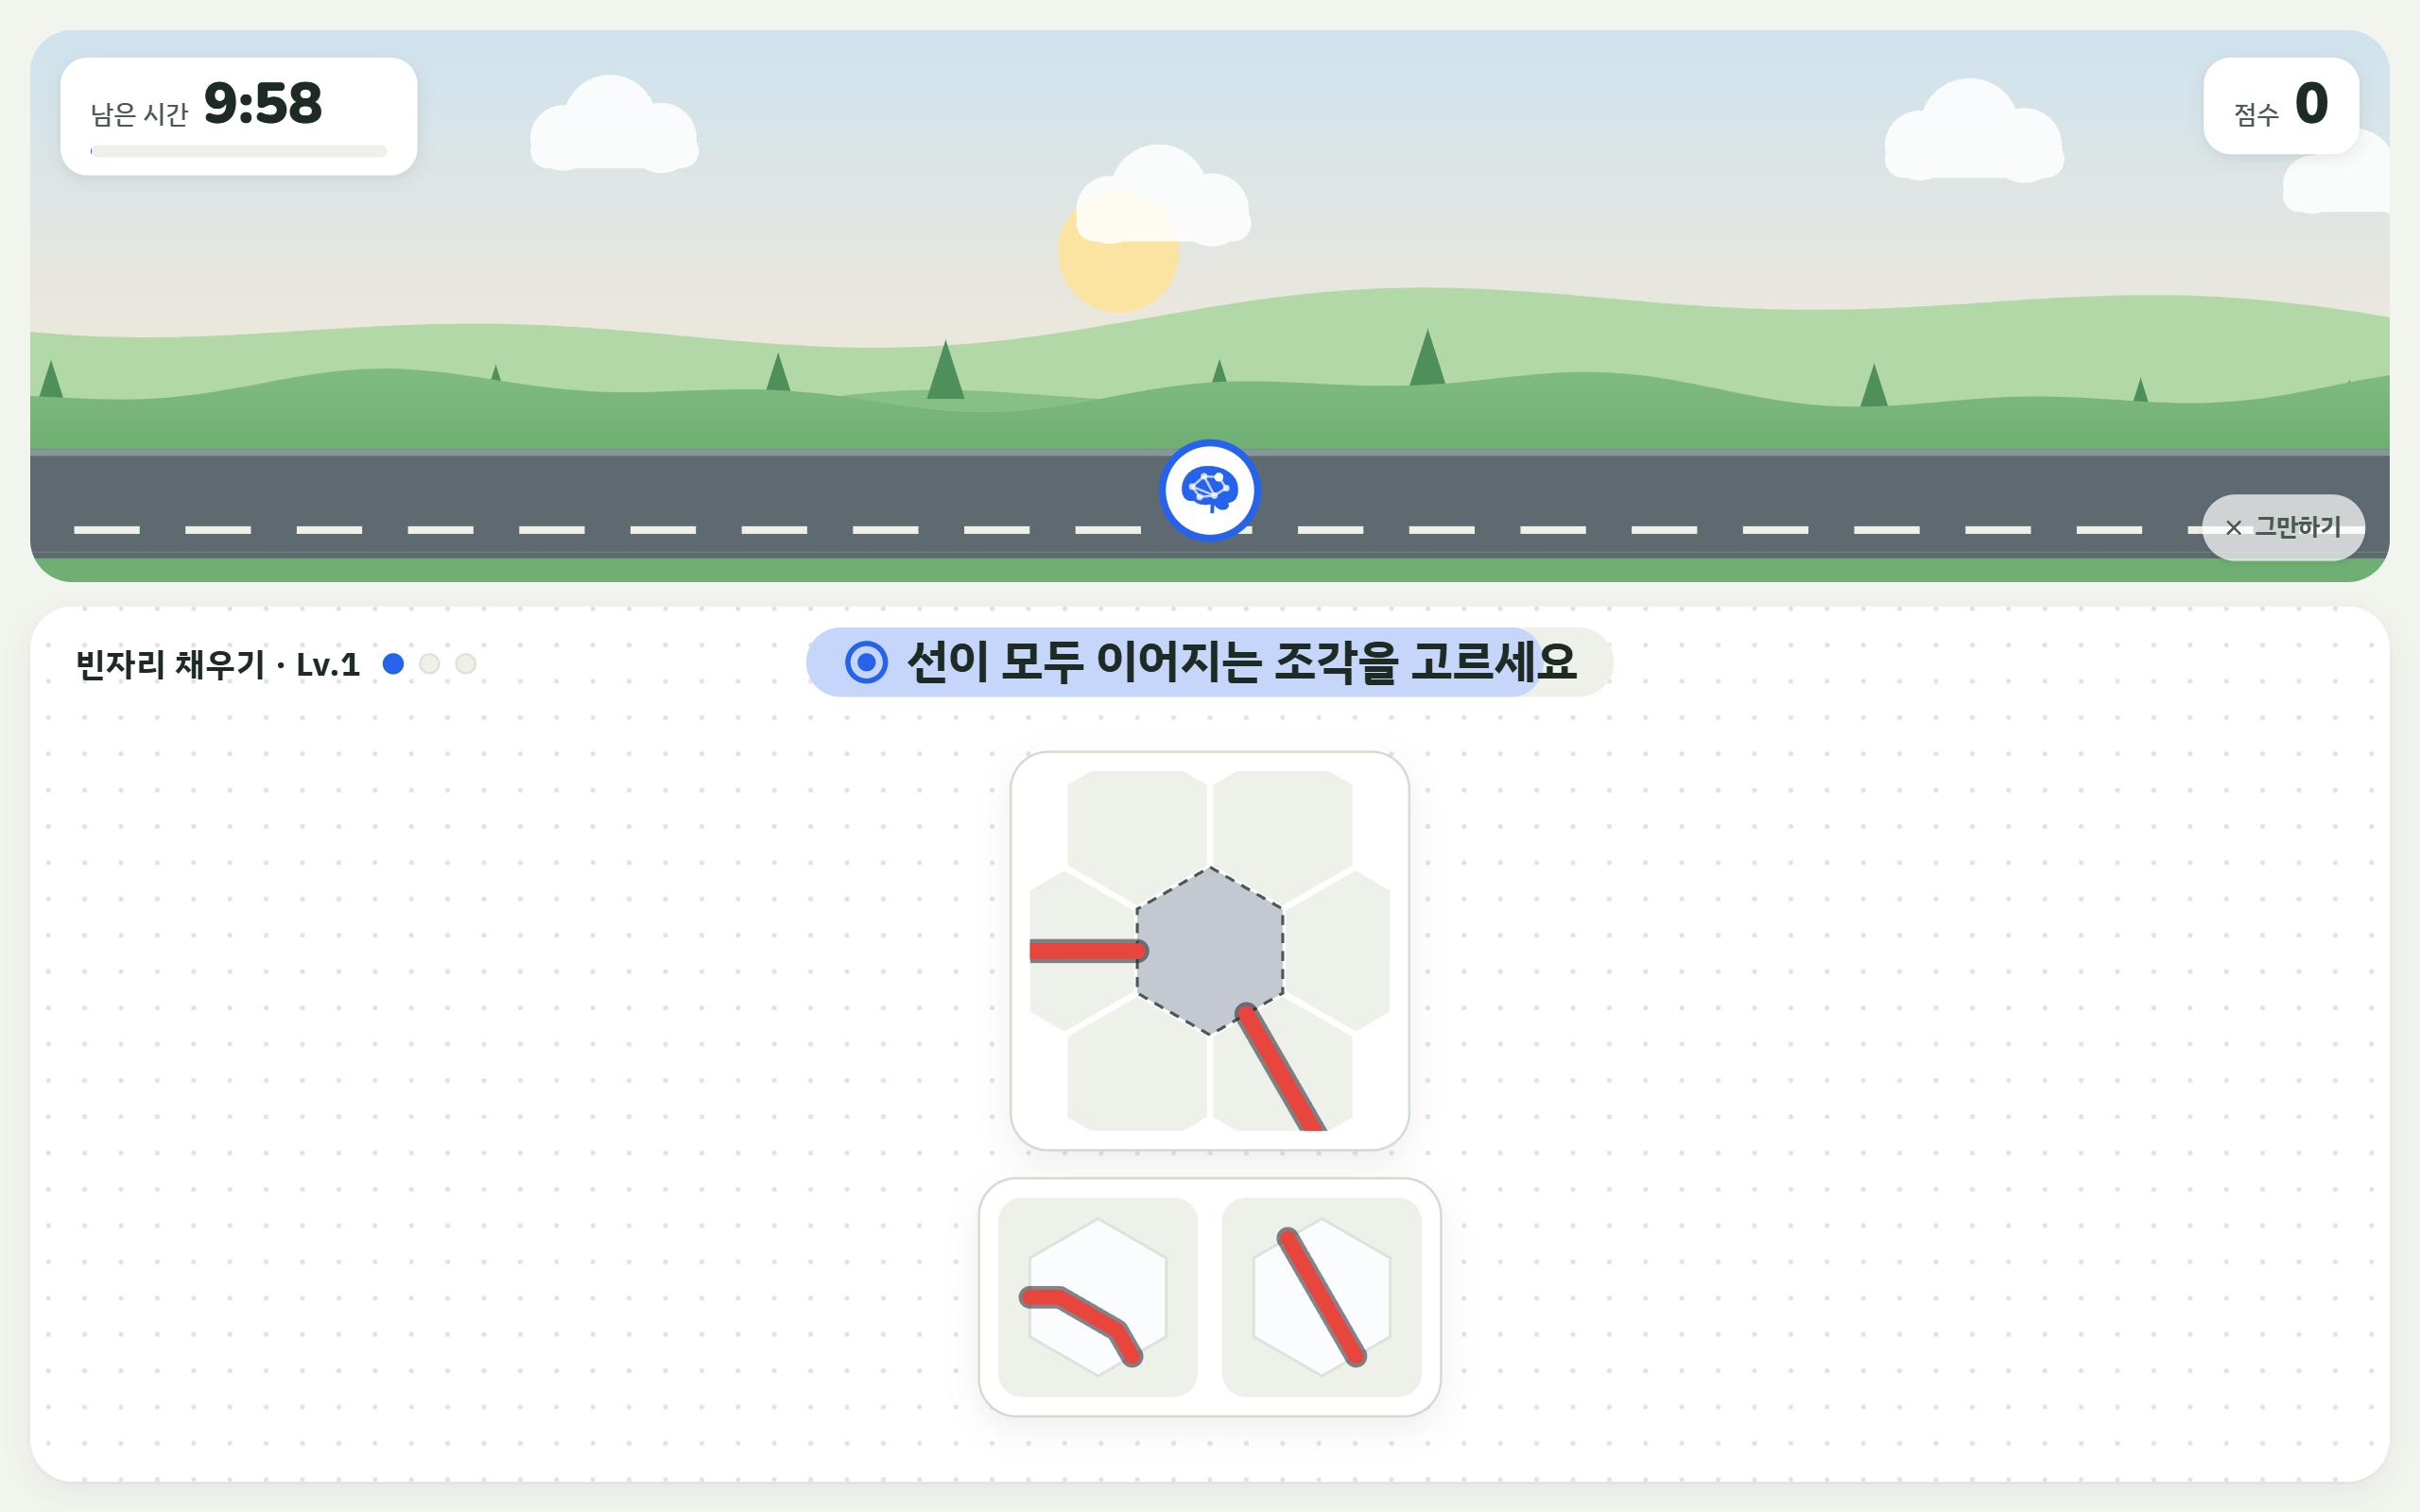 남은 시간 9:58
점수 0
× 그만하기
빈자리 채우기 · Lv.1
선이 모두 이어지는 조각을 고르세요